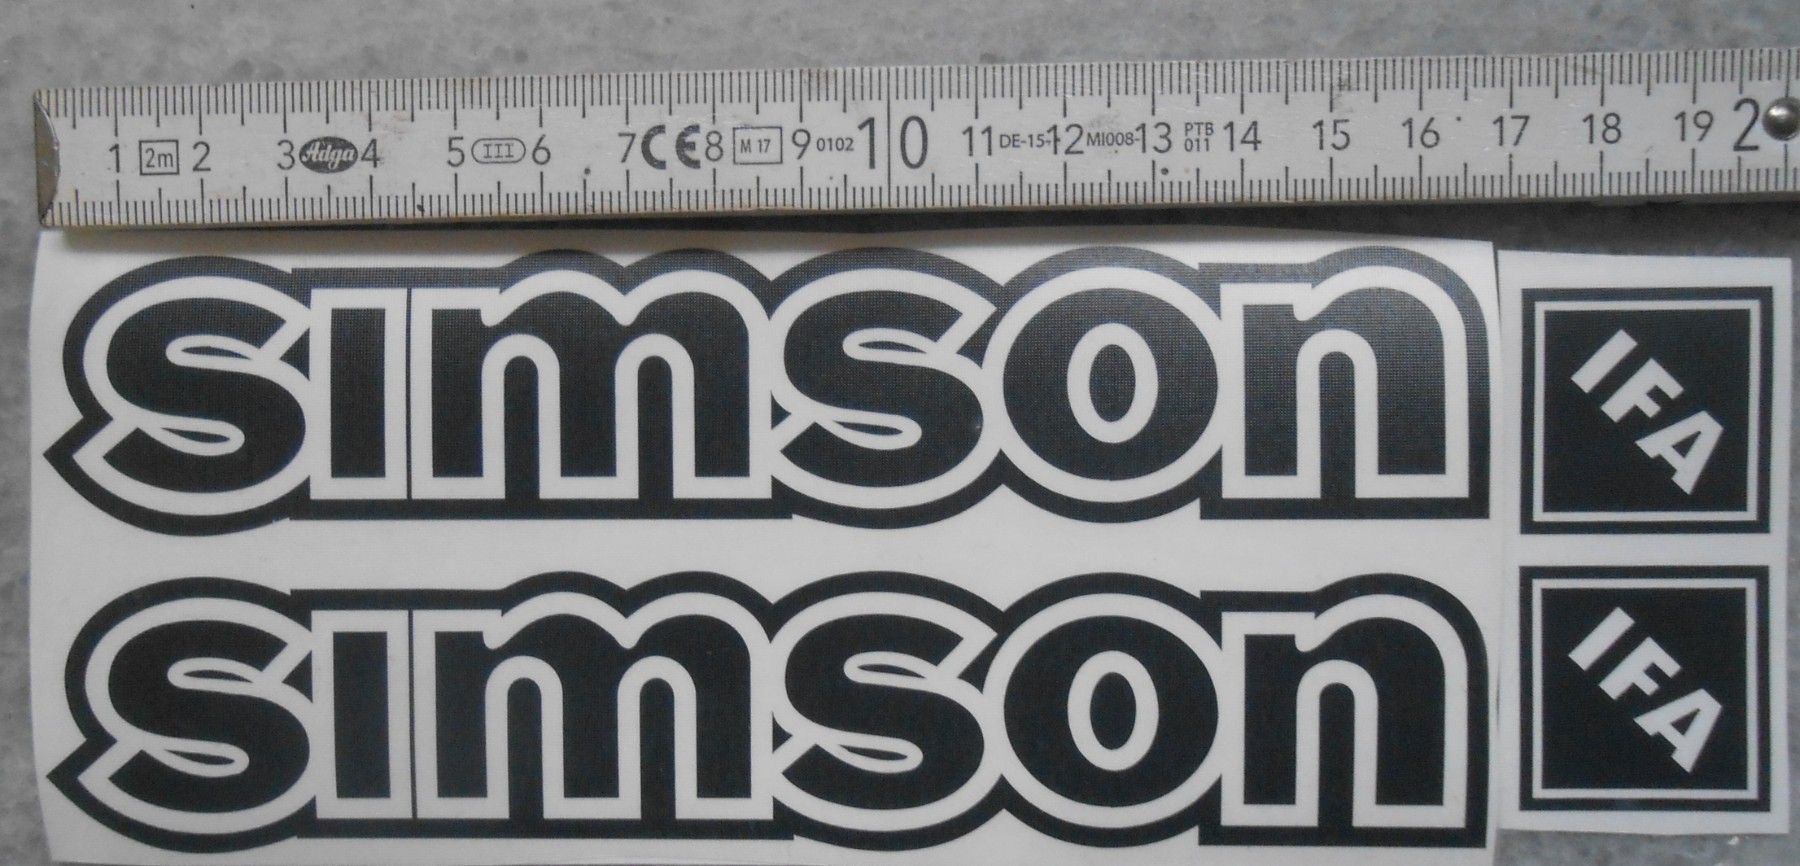 1 2m 2 3 Adga 4 5 III 6 7 CE 8 M 17 9 0102 10 11 DE-15- 12 MI008- 13 PTB 011 14 15 16 17 18 19 2
simson
IFA
simson
IFA